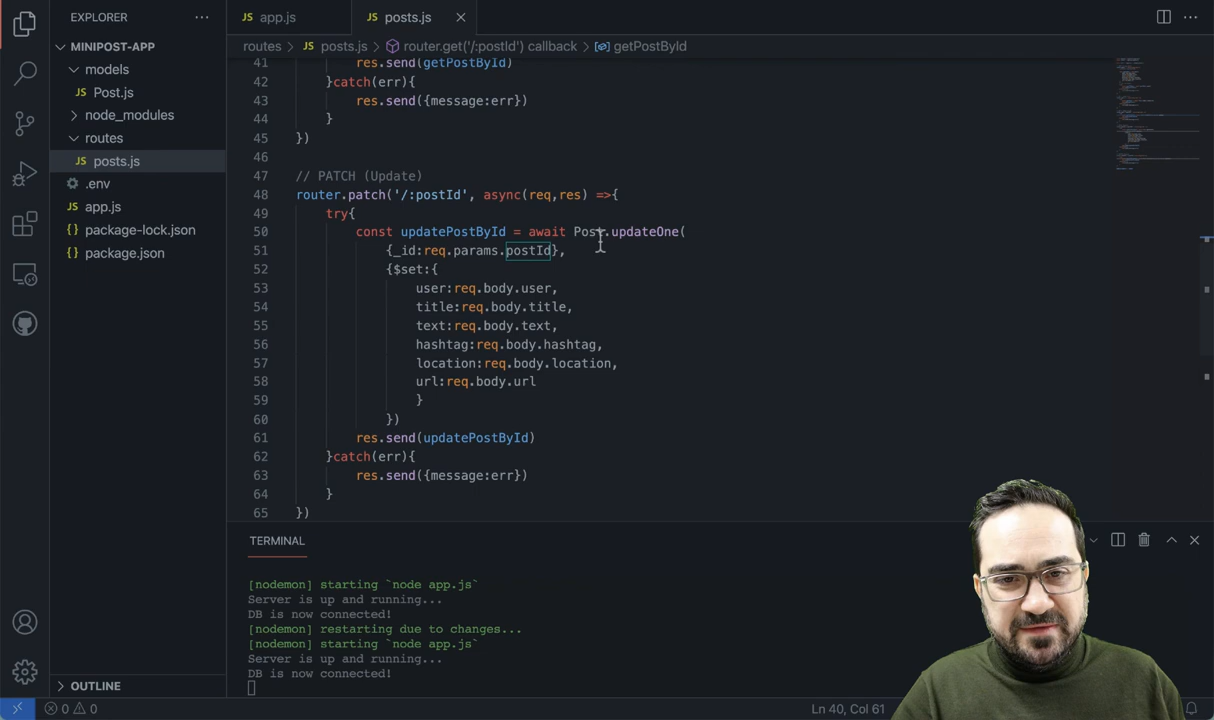 EXPLORER
MINIPOST-APP
models
JS Post.js
node_modules
routes
JS posts.js
.env
JS app.js
{} package-lock.json
{} package.json
OUTLINE
JS app.js
JS posts.js
routes > JS posts.js > router.get('/:postId') callback > getPostById
41 res.send(getPostById)
42 }catch(err){
43 res.send({message:err})
44 }
45 })
46
47 // PATCH (Update)
48 router.patch('/:postId', async(req,res) =>{
49 try{
50 const updatePostById = await Post.updateOne(
51 {_id:req.params.postId},
52 {$set:{
53 user:req.body.user,
54 title:req.body.title,
55 text:req.body.text,
56 hashtag:req.body.hashtag,
57 location:req.body.location,
58 url:req.body.url
59 }
60 })
61 res.send(updatePostById)
62 }catch(err){
63 res.send({message:err})
64 }
65 })
TERMINAL
[nodemon] starting `node app.js`
Server is up and running...
DB is now connected!
[nodemon] restarting due to changes...
[nodemon] starting `node app.js`
Server is up and running...
DB is now connected!
0 0
Ln 40, Col 61